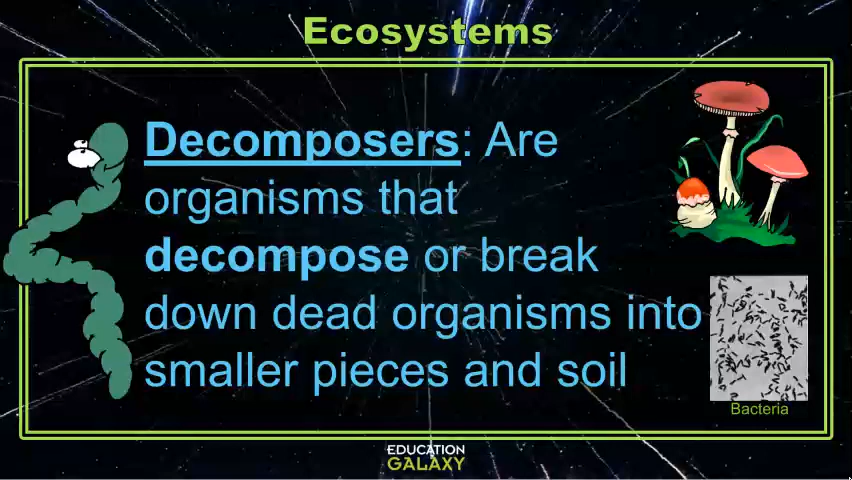 Ecosystems
Decomposers: Are
organisms that
decompose or break
down dead organisms into
smaller pieces and soil
Bacteria
EDUCATION
GALAXY